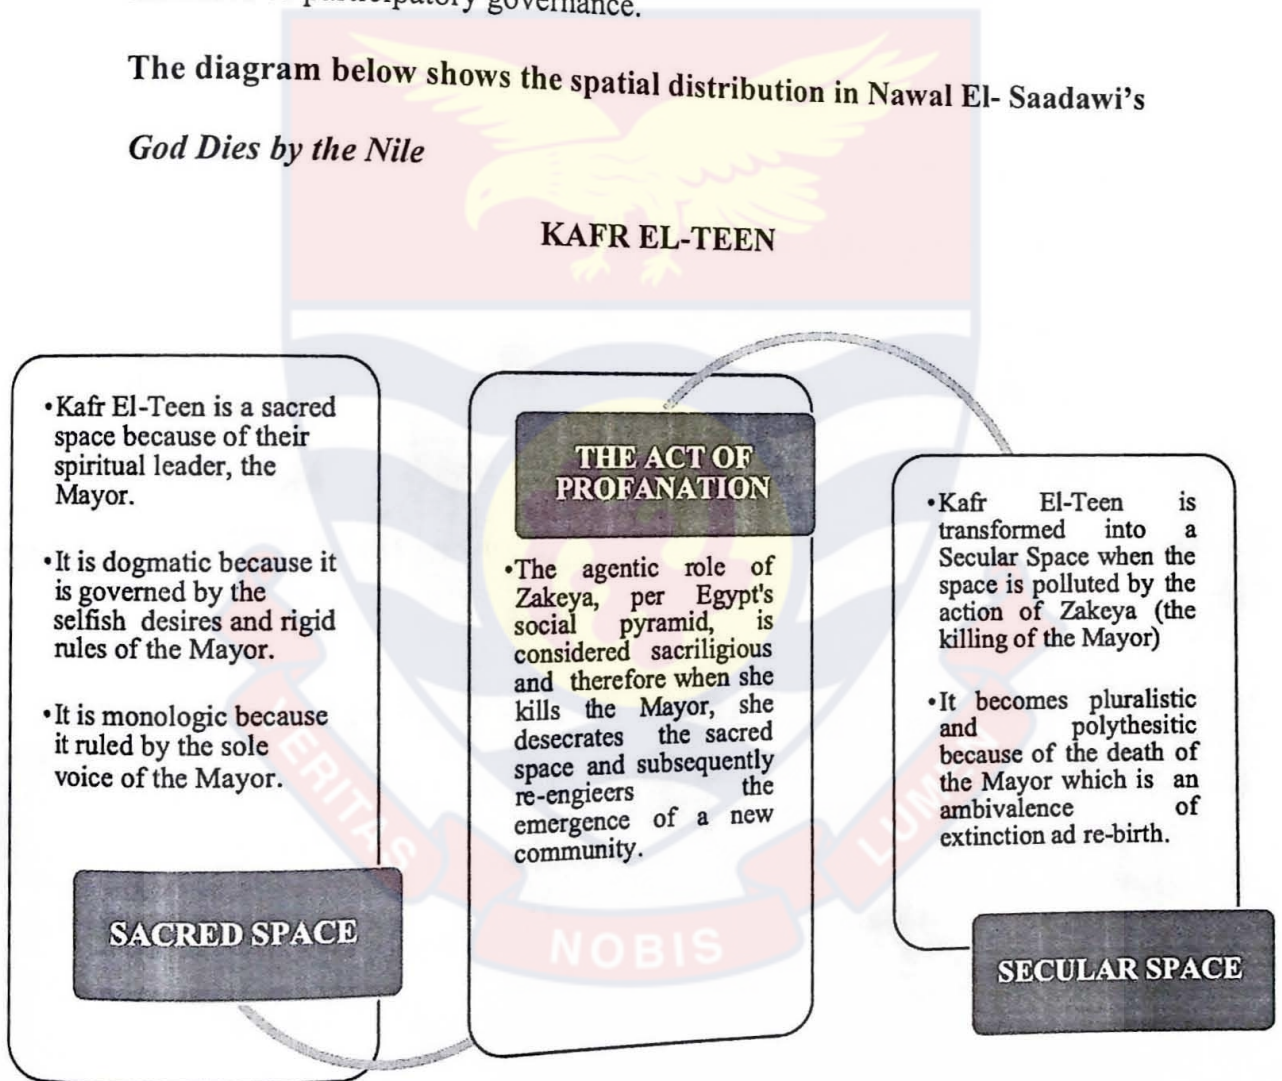 participatory governance.
The diagram below shows the spatial distribution in Nawal El- Saadawi's
God Dies by the Nile
KAFR EL-TEEN
•Kafr El-Teen is a sacred
space because of their
spiritual leader, the
Mayor.
•It is dogmatic because it
is governed by the
selfish desires and rigid
rules of the Mayor.
•It is monologic because
it ruled by the sole
voice of the Mayor.
SACRED SPACE
THE ACT OF
PROFANATION
•The agentic role of
Zakeya, per Egypt's
social pyramid, is
considered sacriligious
and therefore when she
kills the Mayor, she
desecrates the sacred
space and subsequently
re-engieers the
emergence of a new
community.
•Kafr El-Teen is
transformed into a
Secular Space when the
space is polluted by the
action of Zakeya (the
killing of the Mayor)
•It becomes pluralistic
and polythesitic
because of the death of
the Mayor which is an
ambivalence of
extinction ad re-birth.
SECULAR SPACE
VERITAS
NOBIS
LUMEN